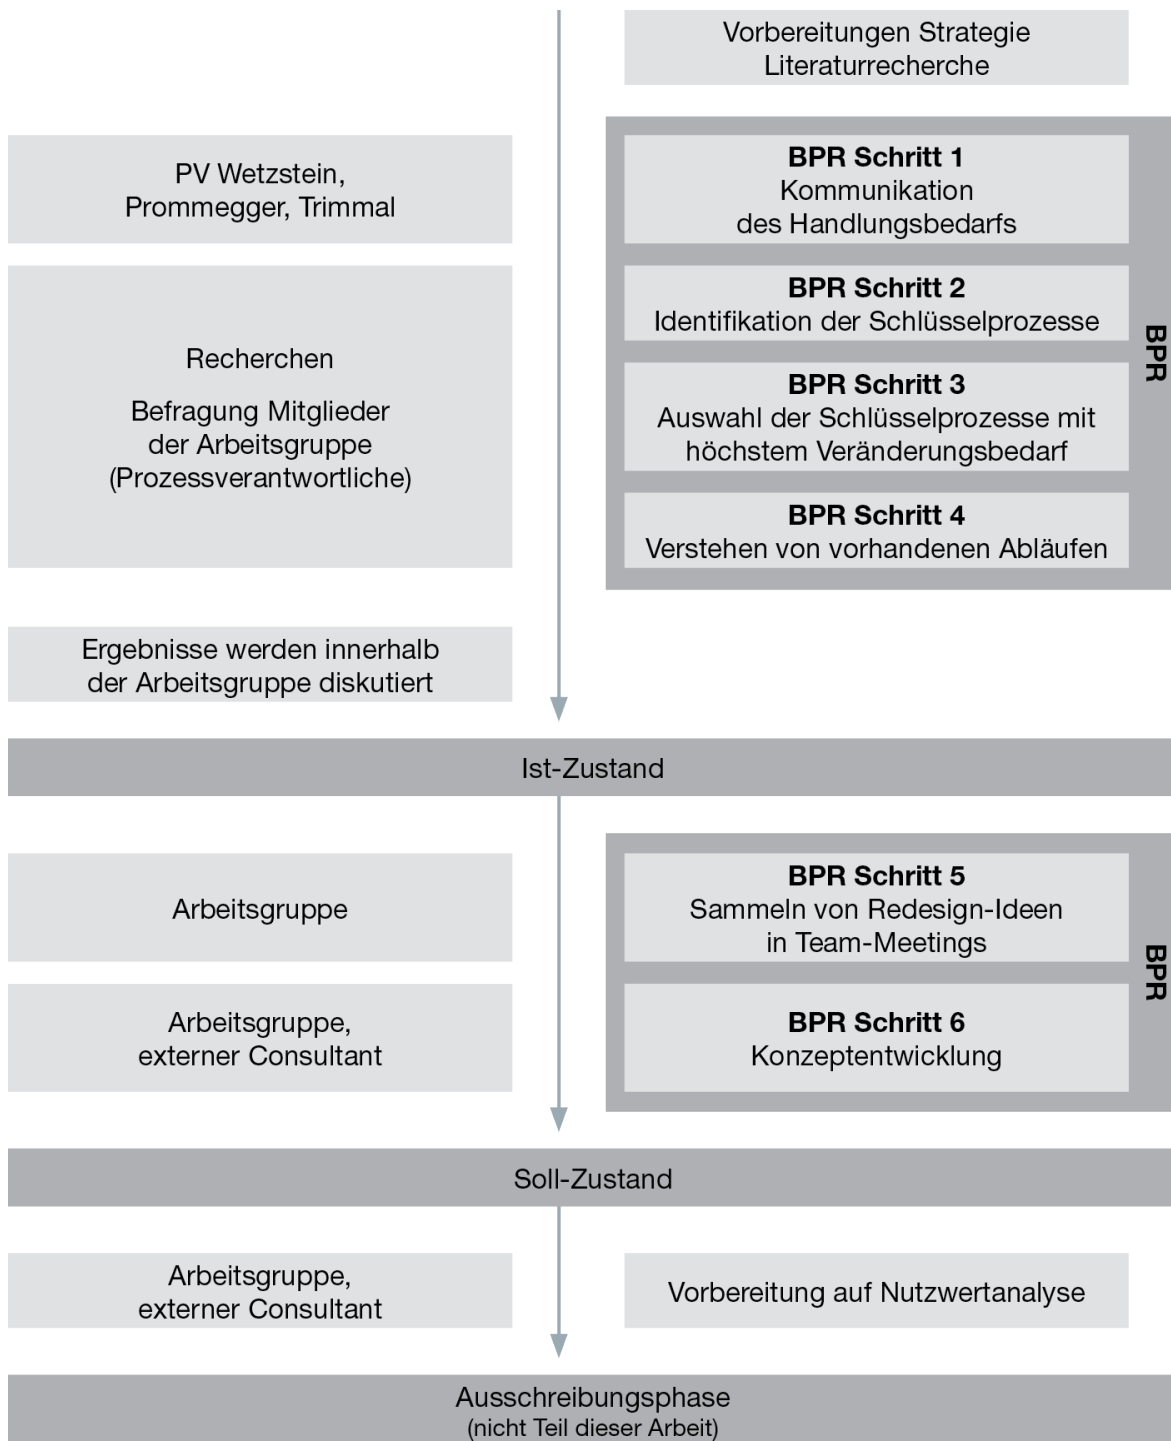 Vorbereitungen Strategie
Literaturrecherche
PV Wetzstein,
Prommegger, Trimmal
BPR Schritt 1
Kommunikation
des Handlungsbedarfs
Recherchen
Befragung Mitglieder
der Arbeitsgruppe
(Prozessverantwortliche)
BPR Schritt 2
Identifikation der Schlüsselprozesse
BPR Schritt 3
Auswahl der Schlüsselprozesse mit
höchstem Veränderungsbedarf
BPR Schritt 4
Verstehen von vorhandenen Abläufen
BPR
Ergebnisse werden innerhalb
der Arbeitsgruppe diskutiert
Ist-Zustand
Arbeitsgruppe
BPR Schritt 5
Sammeln von Redesign-Ideen
in Team-Meetings
Arbeitsgruppe,
externer Consultant
BPR Schritt 6
Konzeptentwicklung
BPR
Soll-Zustand
Arbeitsgruppe,
externer Consultant
Vorbereitung auf Nutzwertanalyse
Ausschreibungsphase
(nicht Teil dieser Arbeit)